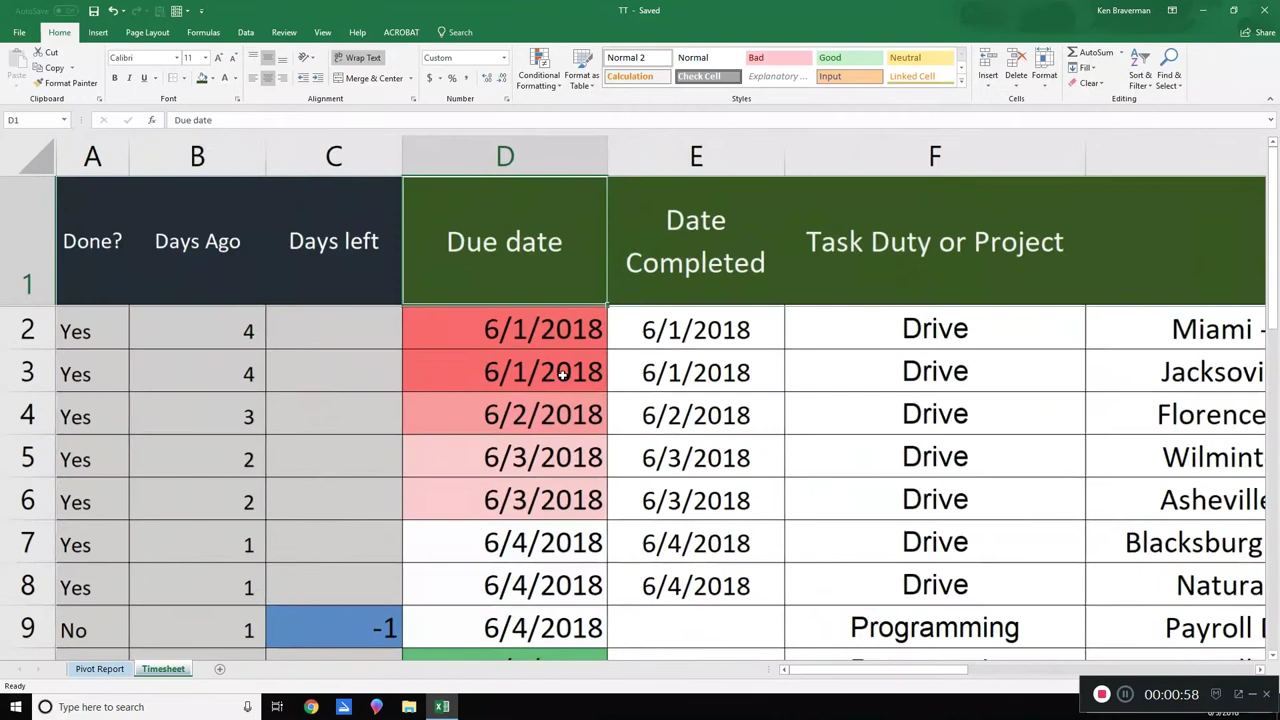 AutoSave
TT - Saved
Ken Braverman
File Home Insert Page Layout Formulas Data Review View Help ACROBAT Search Share
Cut
Copy
Format Painter
Paste
Clipboard
Calibri 11
B I U
Font
Wrap Text
Merge & Center
Alignment
Custom
$ % ,
Number
Conditional Formatting
Format as Table
Normal 2 Normal Bad Good Neutral
Calculation Check Cell Explanatory ... Input Linked Cell
Styles
Insert Delete Format
Cells
AutoSum
Fill
Clear
Sort & Filter
Find & Select
Editing
D1 fx Due date
A B C D E F
1 Done? Days Ago Days left Due date Date Completed Task Duty or Project
2 Yes 4 6/1/2018 6/1/2018 Drive Miami -
3 Yes 4 6/1/2018 6/1/2018 Drive Jacksovi
4 Yes 3 6/2/2018 6/2/2018 Drive Florence
5 Yes 2 6/3/2018 6/3/2018 Drive Wilmint
6 Yes 2 6/3/2018 6/3/2018 Drive Asheville
7 Yes 1 6/4/2018 6/4/2018 Drive Blacksburg
8 Yes 1 6/4/2018 6/4/2018 Drive Natura
9 No 1 -1 6/4/2018 Programming Payroll
Pivot Report Timesheet
Ready
Type here to search
00:00:58